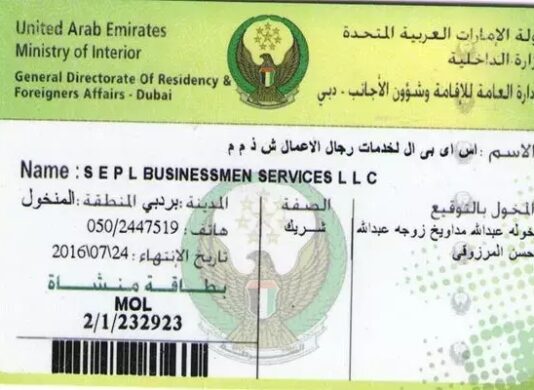 United Arab Emirates
Ministry of Interior
General Directorate Of Residency &
Foreigners Affairs - Dubai
ولة الإمارات العربية المتحدة
زارة الداخلية
دارة العامة للإقامة وشؤون الأجانب - دبي
الاسم : اس اى بى ال لخدمات رجال الاعمال ش ذ م م
Name : S E P L BUSINESSMEN SERVICES L L C
المدينة : بردبي المنطقة : المنخول
هاتف : 050/2447519
تاريخ الإنتهاء : 2016\07\24
بطاقة منشاة
MOL
2/1/232923
الصفة
شريك
المخول بالتوقيع
خوله عبدالله مداويخ زوجه عبدالله
حسن المرزوقي